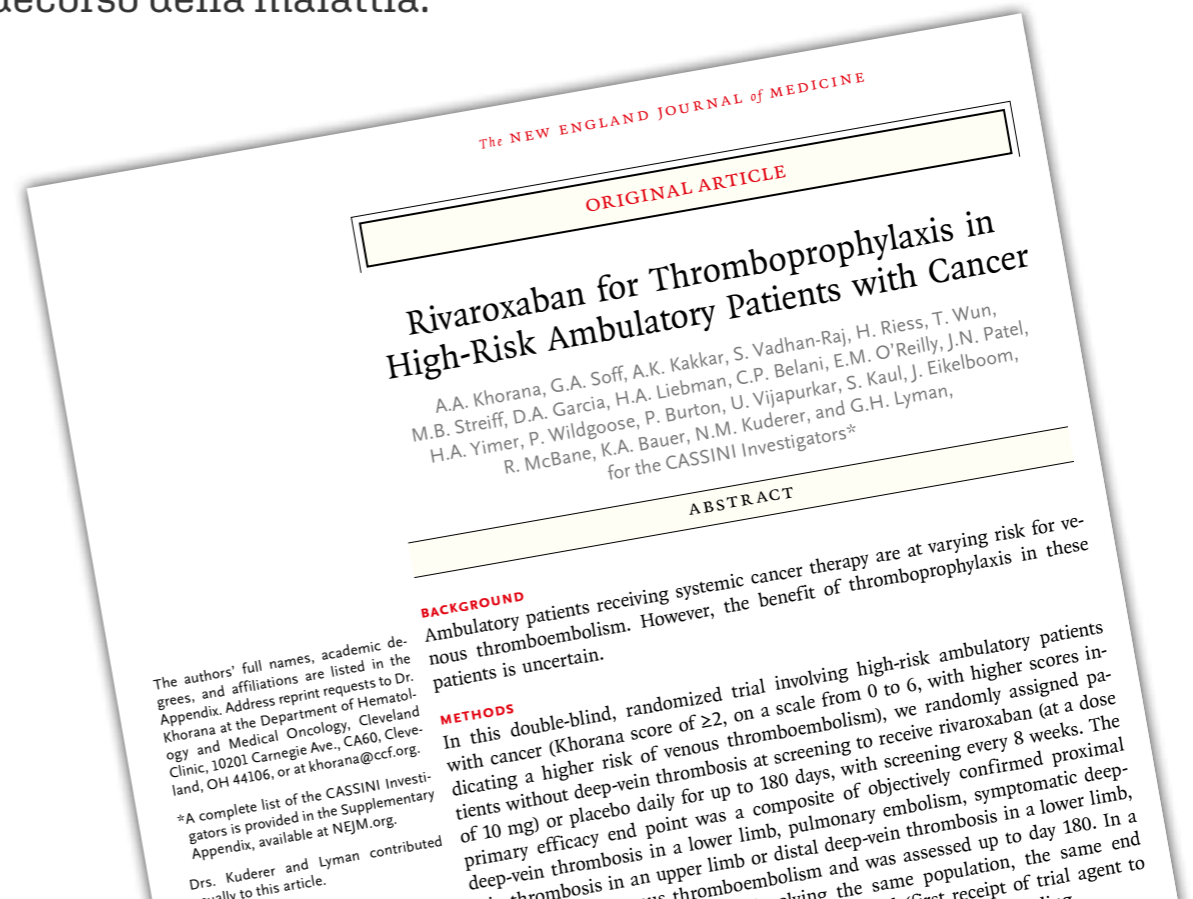 decorso della malattia.
The NEW ENGLAND JOURNAL of MEDICINE
ORIGINAL ARTICLE
Rivaroxaban for Thromboprophylaxis in
High-Risk Ambulatory Patients with Cancer
A.A. Khorana, G.A. Soff, A.K. Kakkar, S. Vadhan-Raj, H. Riess, T. Wun,
M.B. Streiff, D.A. Garcia, H.A. Liebman, C.P. Belani, E.M. O'Reilly, J.N. Patel,
H.A. Yimer, P. Wildgoose, P. Burton, U. Vijapurkar, S. Kaul, J. Eikelboom,
R. McBane, K.A. Bauer, N.M. Kuderer, and G.H. Lyman,
for the CASSINI Investigators*
ABSTRACT
The authors' full names, academic de-
grees, and affiliations are listed in the
Appendix. Address reprint requests to Dr.
Khorana at the Department of Hematol-
ogy and Medical Oncology, Cleveland
Clinic, 10201 Carnegie Ave., CA60, Cleve-
land, OH 44106, or at khorana@ccf.org.
*A complete list of the CASSINI Investi-
gators is provided in the Supplementary
Appendix, available at NEJM.org.
Drs. Kuderer and Lyman contributed
ually to this article.
BACKGROUND
Ambulatory patients receiving systemic cancer therapy are at varying risk for ve-
nous thromboembolism. However, the benefit of thromboprophylaxis in these
patients is uncertain.
METHODS
In this double-blind, randomized trial involving high-risk ambulatory patients
with cancer (Khorana score of ≥2, on a scale from 0 to 6, with higher scores in-
dicating a higher risk of venous thromboembolism), we randomly assigned pa-
tients without deep-vein thrombosis at screening to receive rivaroxaban (at a dose
of 10 mg) or placebo daily for up to 180 days, with screening every 8 weeks. The
primary efficacy end point was a composite of objectively confirmed proximal
deep-vein thrombosis in a lower limb, pulmonary embolism, symptomatic deep-
thrombosis in an upper limb or distal deep-vein thrombosis in a lower limb,
thromboembolism and was assessed up to day 180. In a
the same population, the same end
(first receipt of trial agent to